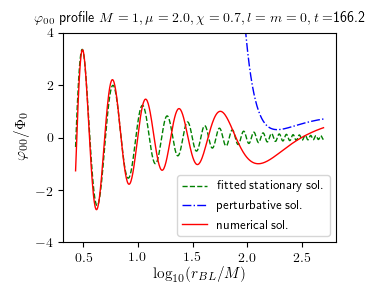 φ₀₀ profile M = 1, μ = 2.0, χ = 0.7, l = m = 0, t =166.2
φ₀₀/Φ₀
4
2
0
−2
−4
fitted stationary sol.
perturbative sol.
numerical sol.
0.5 1.0 1.5 2.0 2.5
log₁₀(r_BL/M)